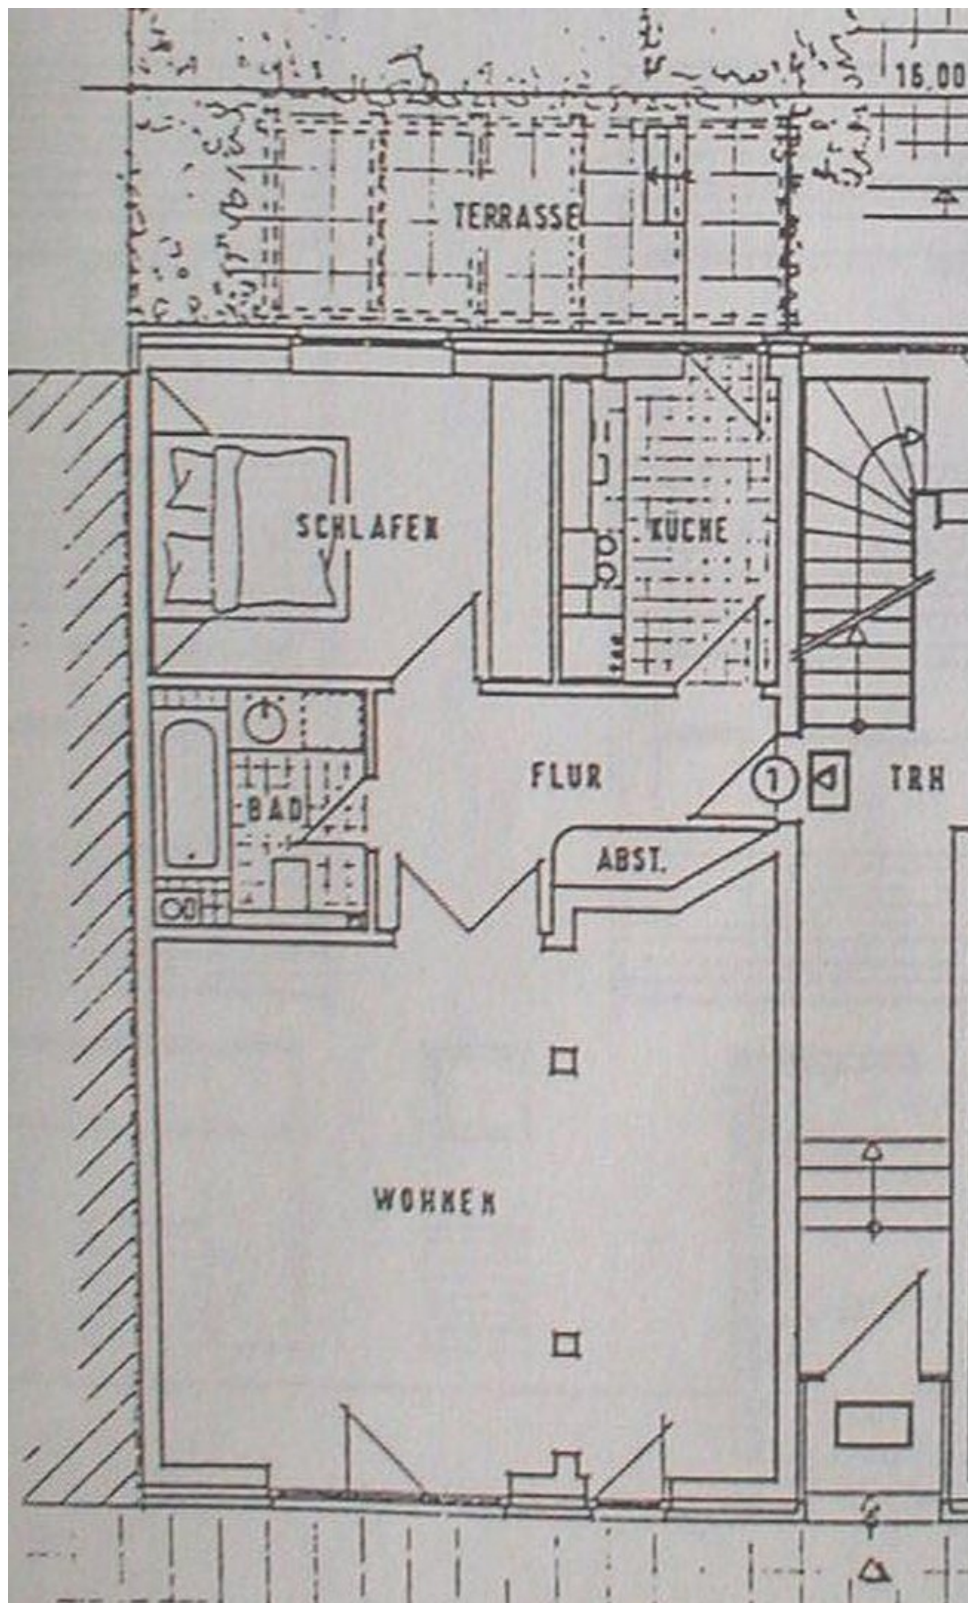 16.00
TERRASSE
SCHLAFEN
KÜCHE
FLUR
1
TRH
BAD
ABST.
WOHNEN